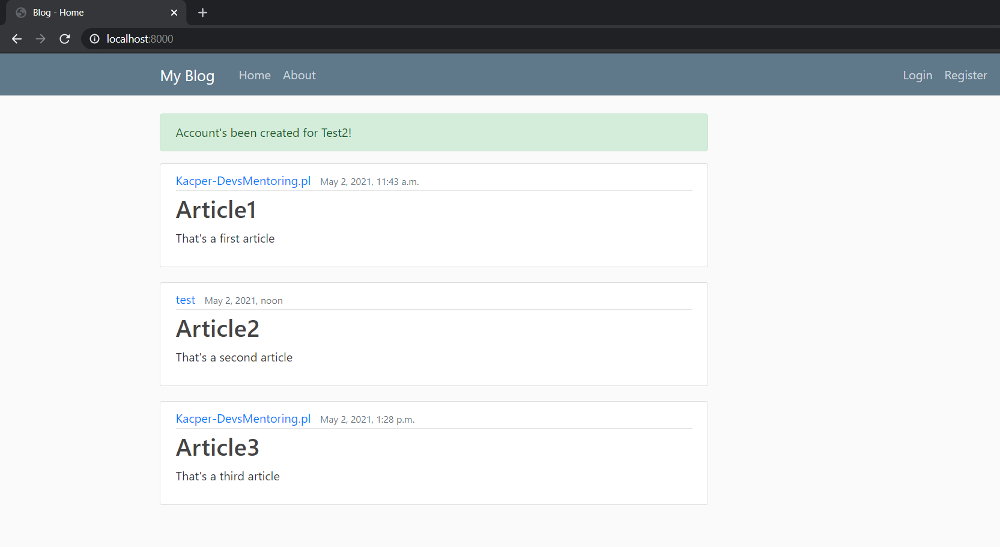 Blog - Home
localhost:8000
My Blog Home About Login Register
Account's been created for Test2!
Kacper-DevsMentoring.pl May 2, 2021, 11:43 a.m.
Article1
That's a first article
test May 2, 2021, noon
Article2
That's a second article
Kacper-DevsMentoring.pl May 2, 2021, 1:28 p.m.
Article3
That's a third article